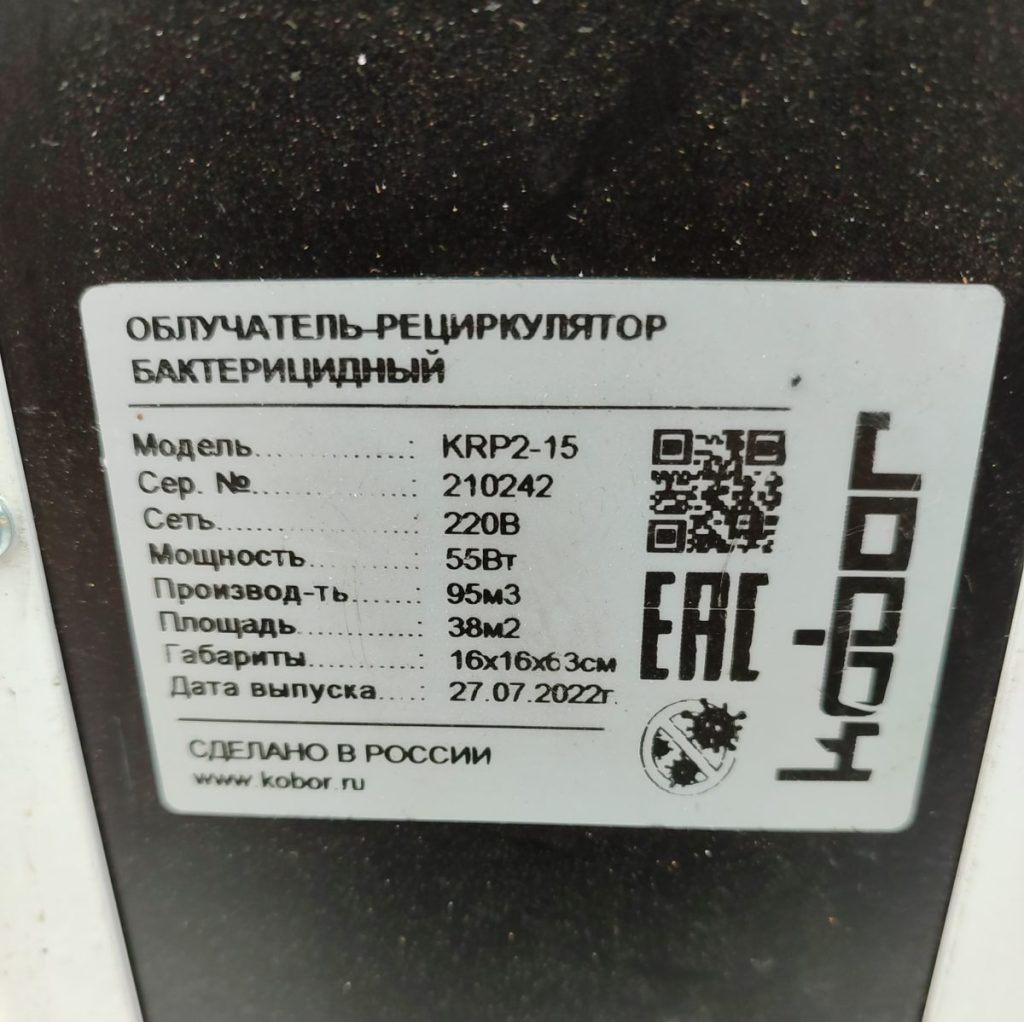 ОБЛУЧАТЕЛЬ-РЕЦИРКУЛЯТОР
БАКТЕРИЦИДНЫЙ
Модель..................: KRP2-15
Сер. №..................: 210242
Сеть.....................: 220В
Мощность..............: 55Вт
Производ-ть.......: 95м3
Площадь..............: 38м2
Габариты.............: 16х16х63см
Дата выпуска....: 27.07.2022г.
СДЕЛАНО В РОССИИ
www.kobor.ru
EAC
kobor